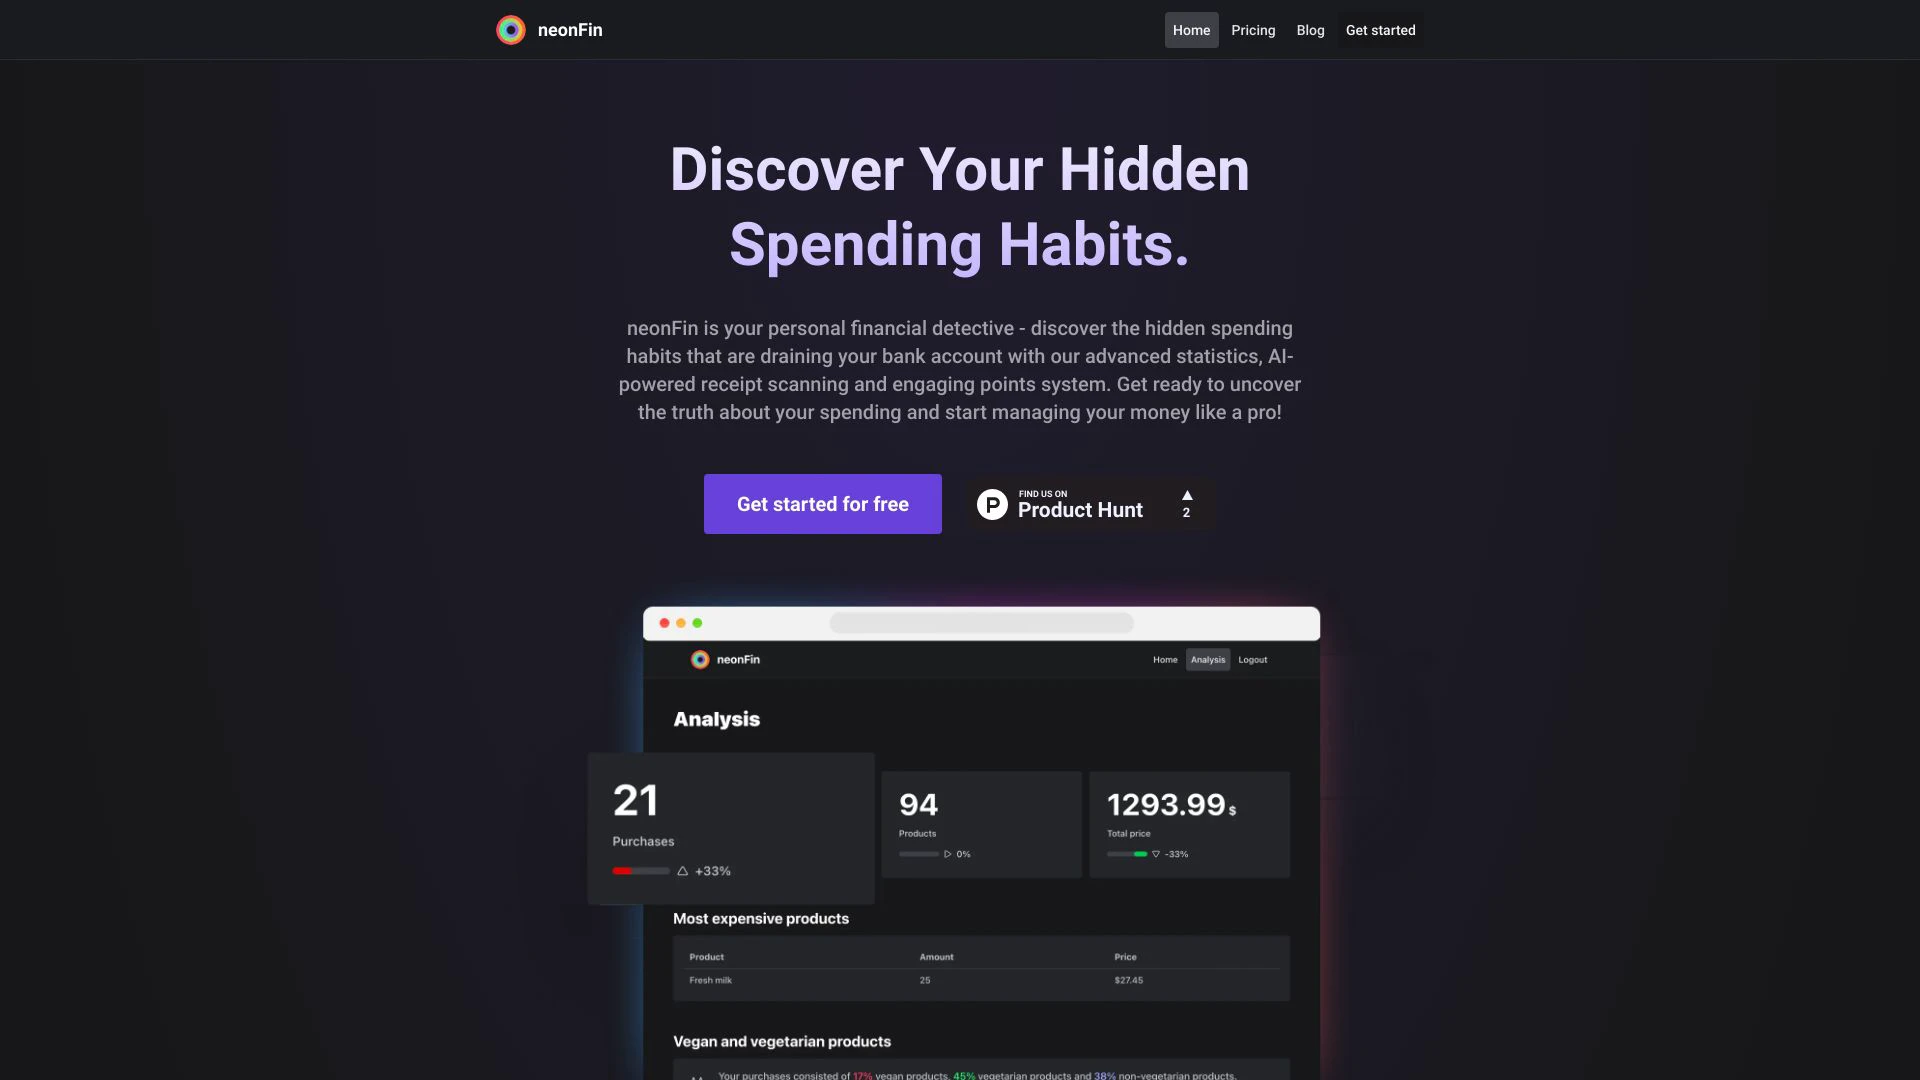 neonFin
Home
Pricing
Blog
Get started
Discover Your Hidden
Spending Habits.
neonFin is your personal financial detective - discover the hidden spending
habits that are draining your bank account with our advanced statistics, AI-
powered receipt scanning and engaging points system. Get ready to uncover
the truth about your spending and start managing your money like a pro!
Get started for free
P
FIND US ON
Product Hunt
2
neonFin
Home
Analysis
Logout
Analysis
21
Purchases
+33%
94
Products
0%
1293.99 $
Total price
-33%
Most expensive products
Product
Amount
Price
Fresh milk
25
$27.45
Vegan and vegetarian products
Your purchases consisted of 17% vegan products, 45% vegetarian products and 38% non-vegetarian products.